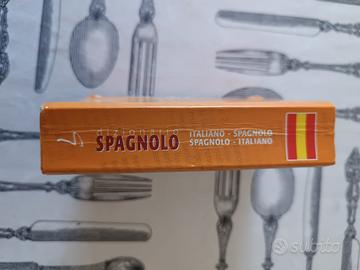 dizionario
SPAGNOLO
ITALIANO - SPAGNOLO
SPAGNOLO - ITALIANO
subito